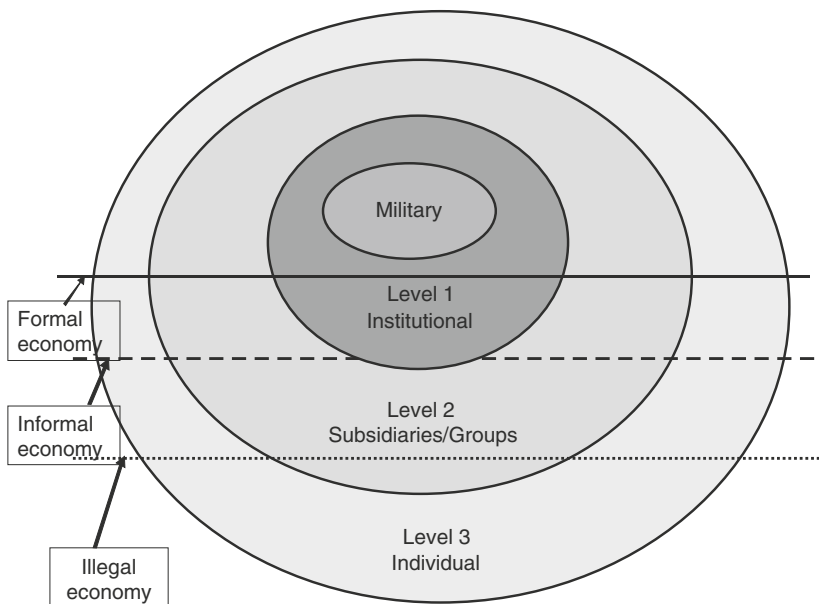 Military
Level 1
Institutional
Formal
economy
Level 2
Subsidiaries/Groups
Informal
economy
Level 3
Individual
Illegal
economy